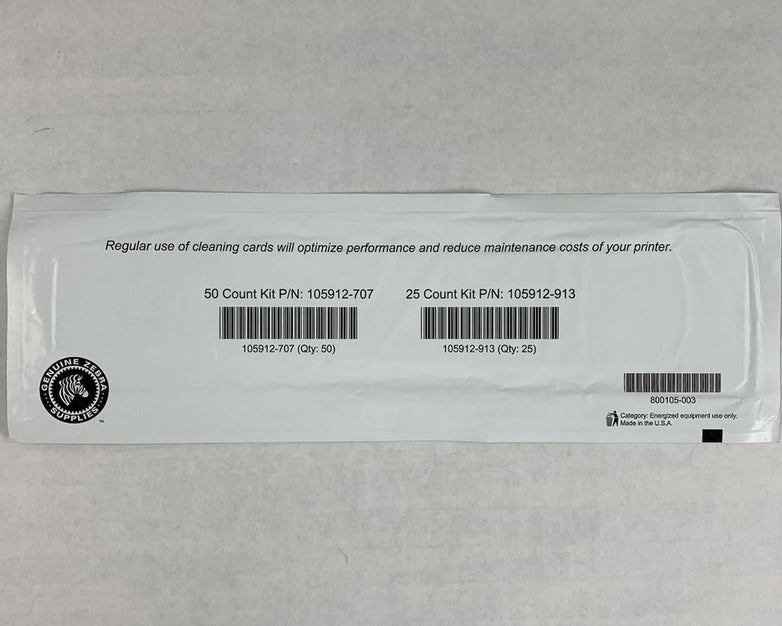 Regular use of cleaning cards will optimize performance and reduce maintenance costs of your printer.
50 Count Kit P/N: 105912-707
25 Count Kit P/N: 105912-913
105912-707 (Qty: 50)
105912-913 (Qty: 25)
GENUINE ZEBRA
SUPPLIES
TM
800105-003
Category: Energized equipment use only.
Made in the U.S.A.